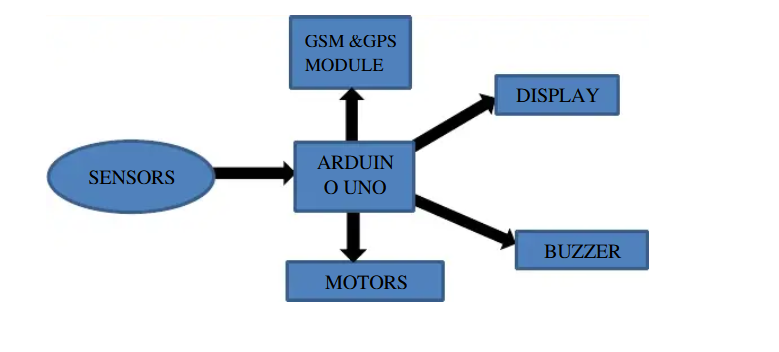 GSM &GPS
MODULE
DISPLAY
SENSORS
ARDUIN
O UNO
BUZZER
MOTORS